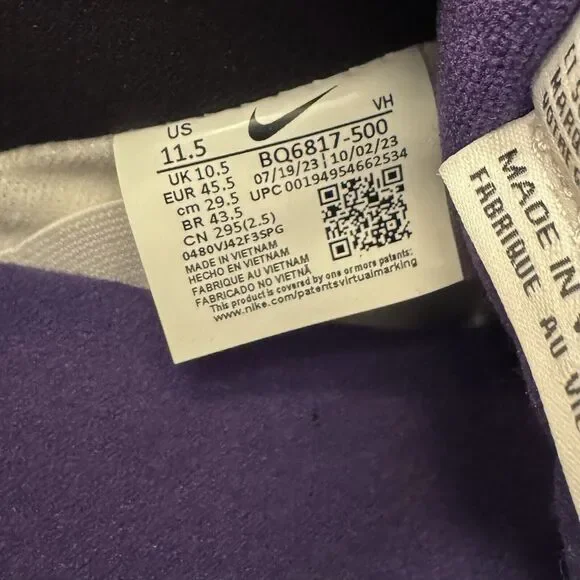 US
11.5
UK 10.5
EUR 45.5
cm 29.5
BR 43.5
CN 295(2.5)
0480VJ42F3SPG
MADE IN VIETNAM
HECHO EN VIETNAM
FABRIQUE AU VIETNAM
FABRICADO NO VIETNÃ
This product is covered by one or more patents:
www.nike.com/patentsvirtualmarking
VH
BQ6817-500
07/19/23 10/02/23
UPC 00194954662534
MADE IN
FABRIQUE AU